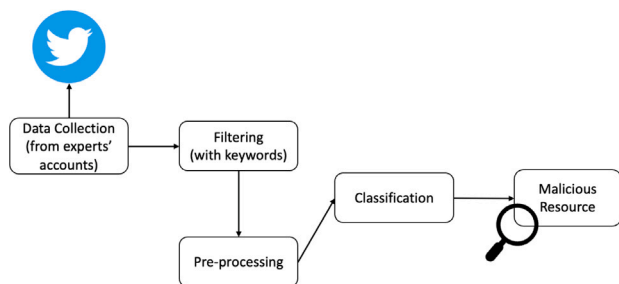 Data Collection
(from experts'
accounts)
Filtering
(with keywords)
Pre-processing
Classification
Malicious
Resource